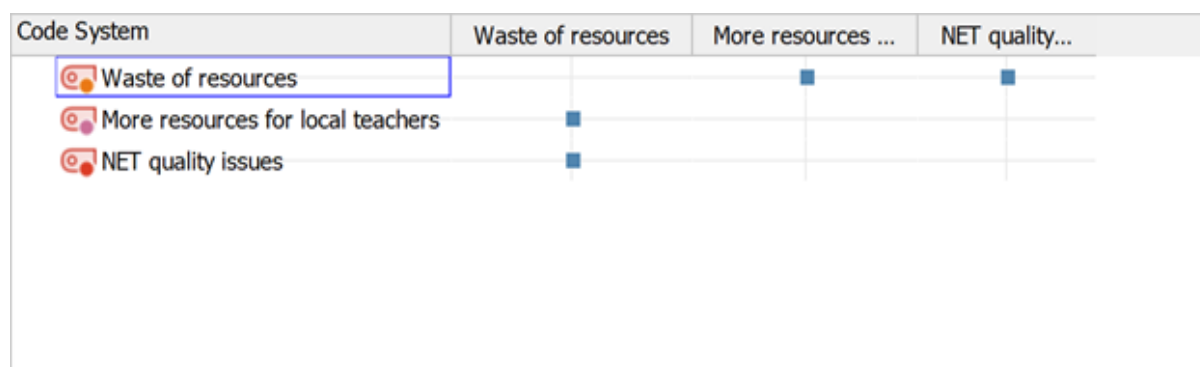 Code System Waste of resources More resources ... NET quality...
Waste of resources
More resources for local teachers
NET quality issues